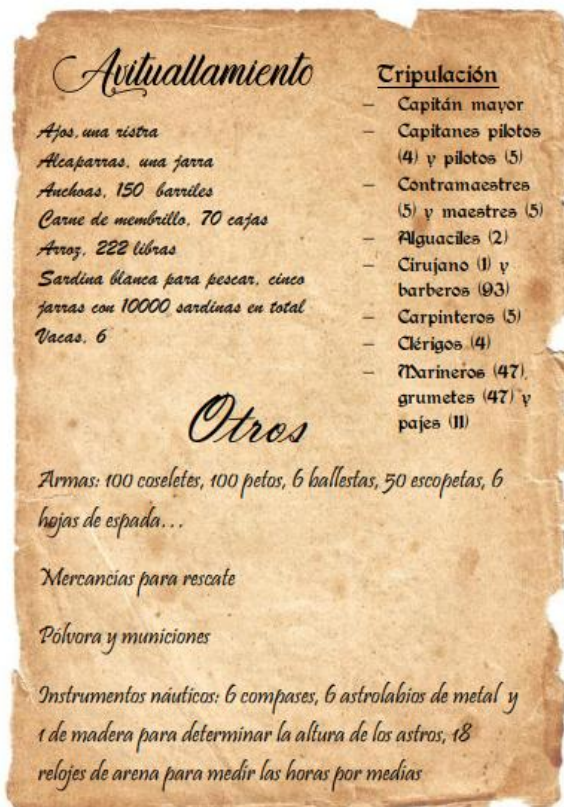 Avituallamiento
Ajos, una ristra
Alcaparras, una jarra
Anchoas, 150 barriles
Carne de membrillo, 70 cajas
Arroz, 222 libras
Sardina blanca para pescar, cinco
jarras con 10000 sardinas en total
Vacas, 6
Tripulación
– Capitán mayor
– Capitanes pilotos
(4) y pilotos (5)
– Contramaestres
(5) y maestres (5)
– Alguaciles (2)
– Cirujano (1) y
barberos (93)
– Carpinteros (5)
– Clérigos (4)
– Marineros (47),
grumetes (47) y
pajes (11)
Otros
Armas: 100 coseletes, 100 petos, 6 ballestas, 50 escopetas, 6
hojas de espada…
Mercancías para rescate
Pólvora y municiones
Instrumentos náuticos: 6 compases, 6 astrolabios de metal y
1 de madera para determinar la altura de los astros, 18
relojes de arena para medir las horas por medias